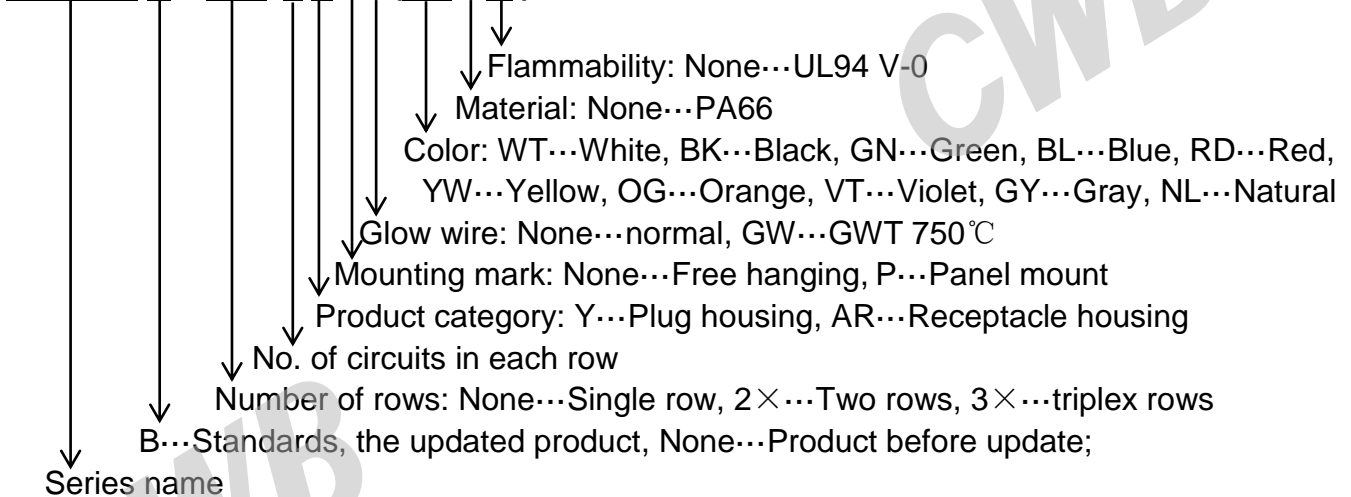 CWB
Flammability: None···UL94 V-0
Material: None···PA66
Color: WT···White, BK···Black, GN···Green, BL···Blue, RD···Red,
YW···Yellow, OG···Orange, VT···Violet, GY···Gray, NL···Natural
Glow wire: None···normal, GW···GWT 750℃
Mounting mark: None···Free hanging, P···Panel mount
Product category: Y···Plug housing, AR···Receptacle housing
No. of circuits in each row
Number of rows: None···Single row, 2×···Two rows, 3×···triplex rows
B···Standards, the updated product, None···Product before update;
Series name
CWB